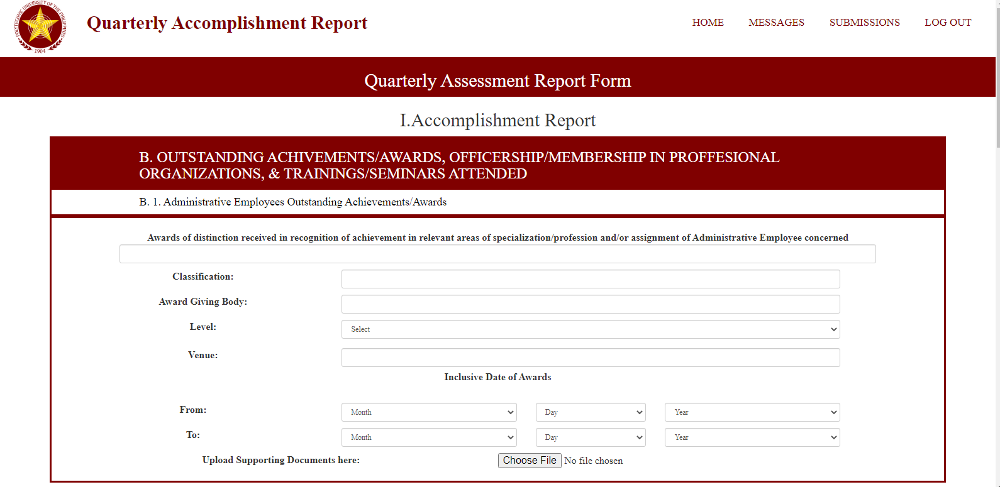 POLYTECHNIC UNIVERSITY OF THE PHILIPPINES
1904
Quarterly Accomplishment Report
HOME MESSAGES SUBMISSIONS LOG OUT
Quarterly Assessment Report Form
I.Accomplishment Report
B. OUTSTANDING ACHIVEMENTS/AWARDS, OFFICERSHIP/MEMBERSHIP IN PROFFESIONAL
ORGANIZATIONS, & TRAININGS/SEMINARS ATTENDED
B. 1. Administrative Employees Outstanding Achievements/Awards
Awards of distinction received in recognition of achievement in relevant areas of specialization/profession and/or assignment of Administrative Employee concerned
Classification:
Award Giving Body:
Level: Select
Venue:
Inclusive Date of Awards
From: Month Day Year
To: Month Day Year
Upload Supporting Documents here: Choose File No file chosen